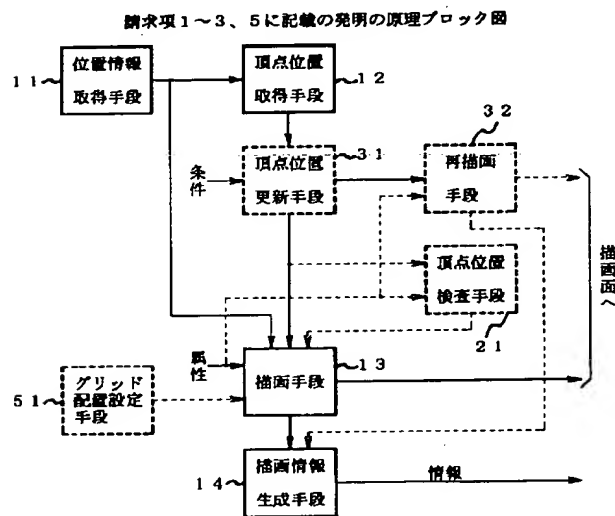 請求項1~3、5に記載の発明の原理ブロック図
11
位置情報
取得手段
頂点位置
取得手段
12
32
条件
頂点位置
更新手段
31
再描画
手段
頂点位置
検査手段
21
描画面へ
属性
描画手段
13
51
グリッド
配置設定
手段
14
描画情報
生成手段
情報